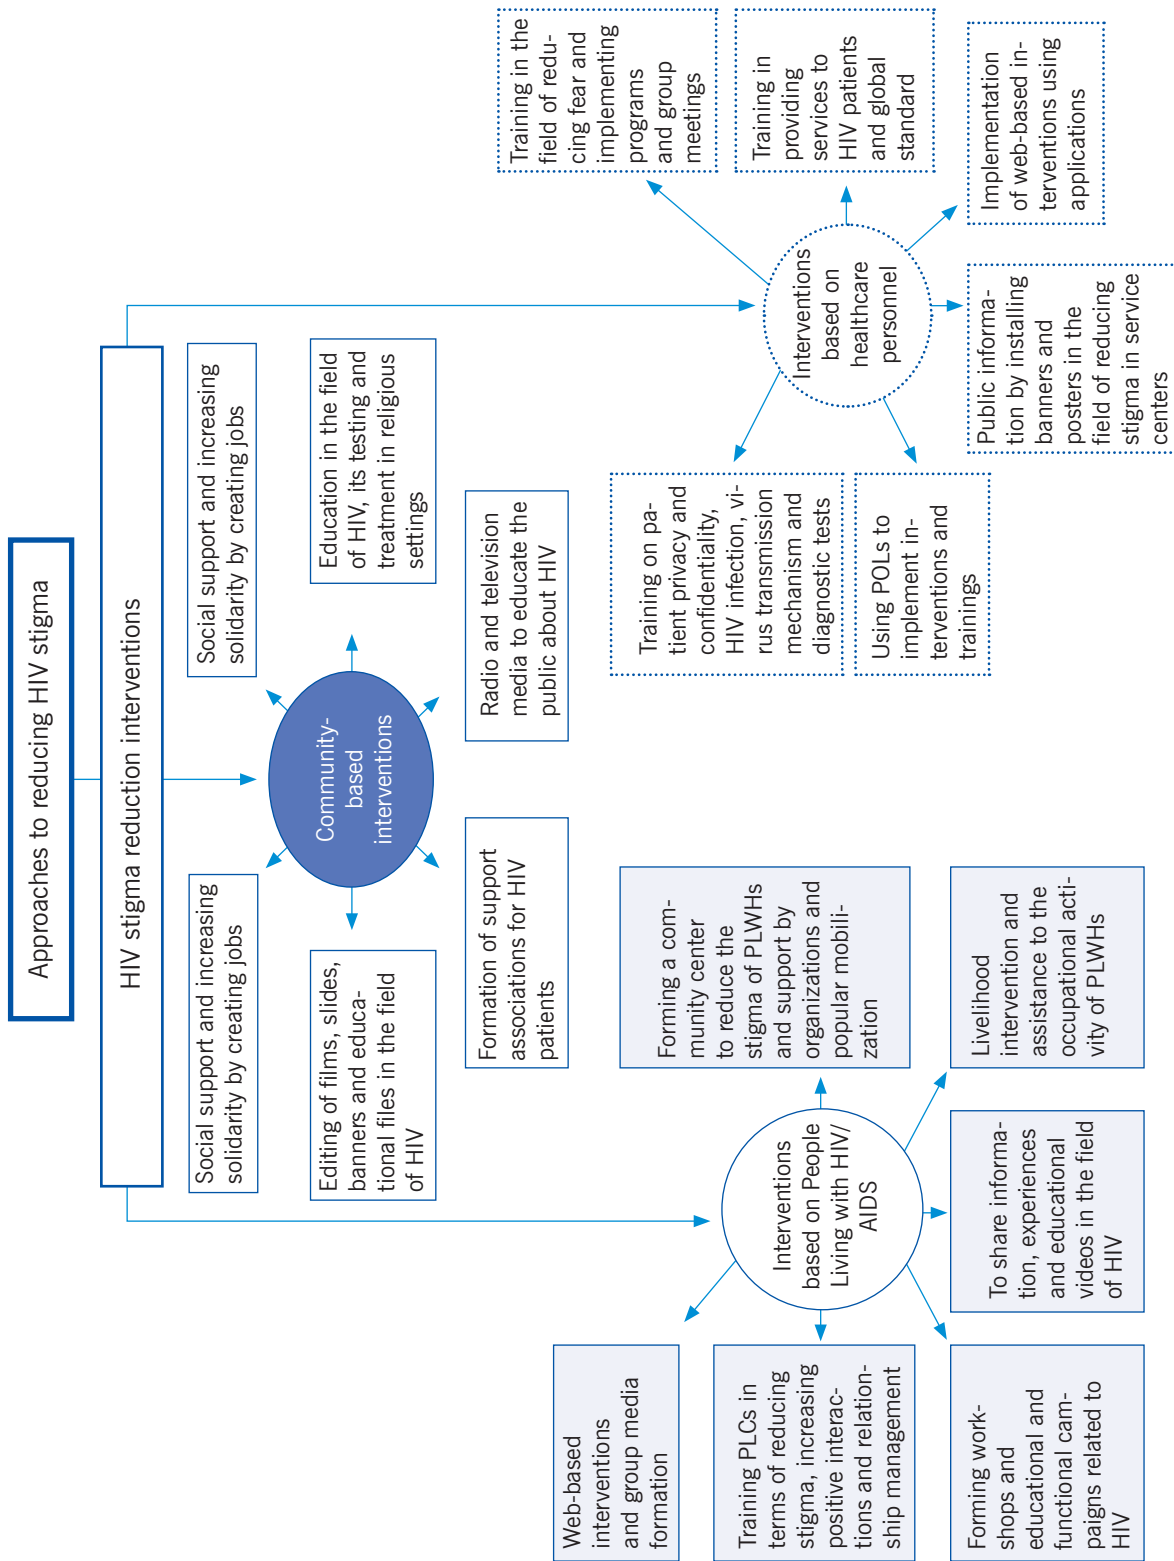 Approaches to reducing HIV stigma
HIV stigma reduction interventions
Social support and increasing
solidarity by creating jobs
Social support and increasing
solidarity by creating jobs
Editing of films, slides,
banners and educa-
tional files in the field
of HIV
Community-
based
interventions
Education in the field
of HIV, its testing and
treatment in religious
settings
Formation of support
associations for HIV
patients
Radio and television
media to educate the
public about HIV
Web-based
interventions
and group media
formation
Interventions
based on People
Living with HIV/
AIDS
Forming a com-
munity center
to reduce the
stigma of PLWHs
and support by
organizations and
popular mobili-
zation
Training PLCs in
terms of reducing
stigma, increasing
positive interac-
tions and relation-
ship management
Forming work-
shops and
educational and
functional cam-
paigns related to
HIV
To share informa-
tion, experiences
and educational
videos in the field
of HIV
Livelihood
intervention and
assistance to the
occupational acti-
vity of PLWHs
Training on pa-
tient privacy and
confidentiality,
HIV infection, vi-
rus transmission
mechanism and
diagnostic tests
Interventions
based on
healthcare
personnel
Training in the
field of redu-
cing fear and
implementing
programs
and group
meetings
Training in
providing
services to
HIV patients
and global
standard
Using POLs to
implement in-
terventions and
trainings
Public informa-
tion by installing
banners and
posters in the
field of reducing
stigma in service
centers
Implementation
of web-based in-
terventions using
applications